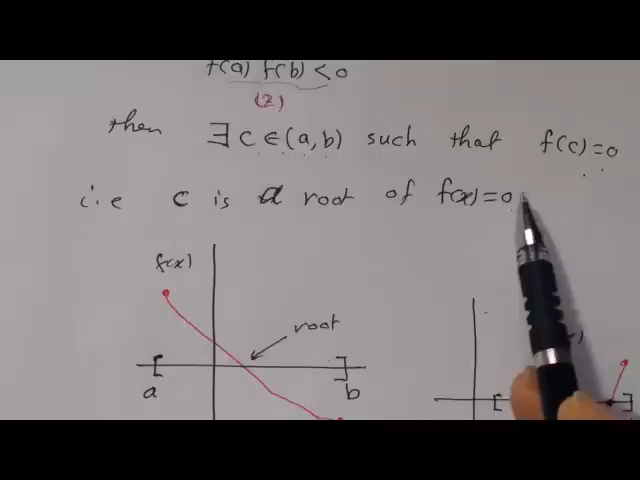 f(a) f(b) < 0
(2)
then ∃ c ∈ (a, b) such that f(c) = 0
i.e c is a root of f(x) = 0
f(x)
root
[ ]
a b
[ ]